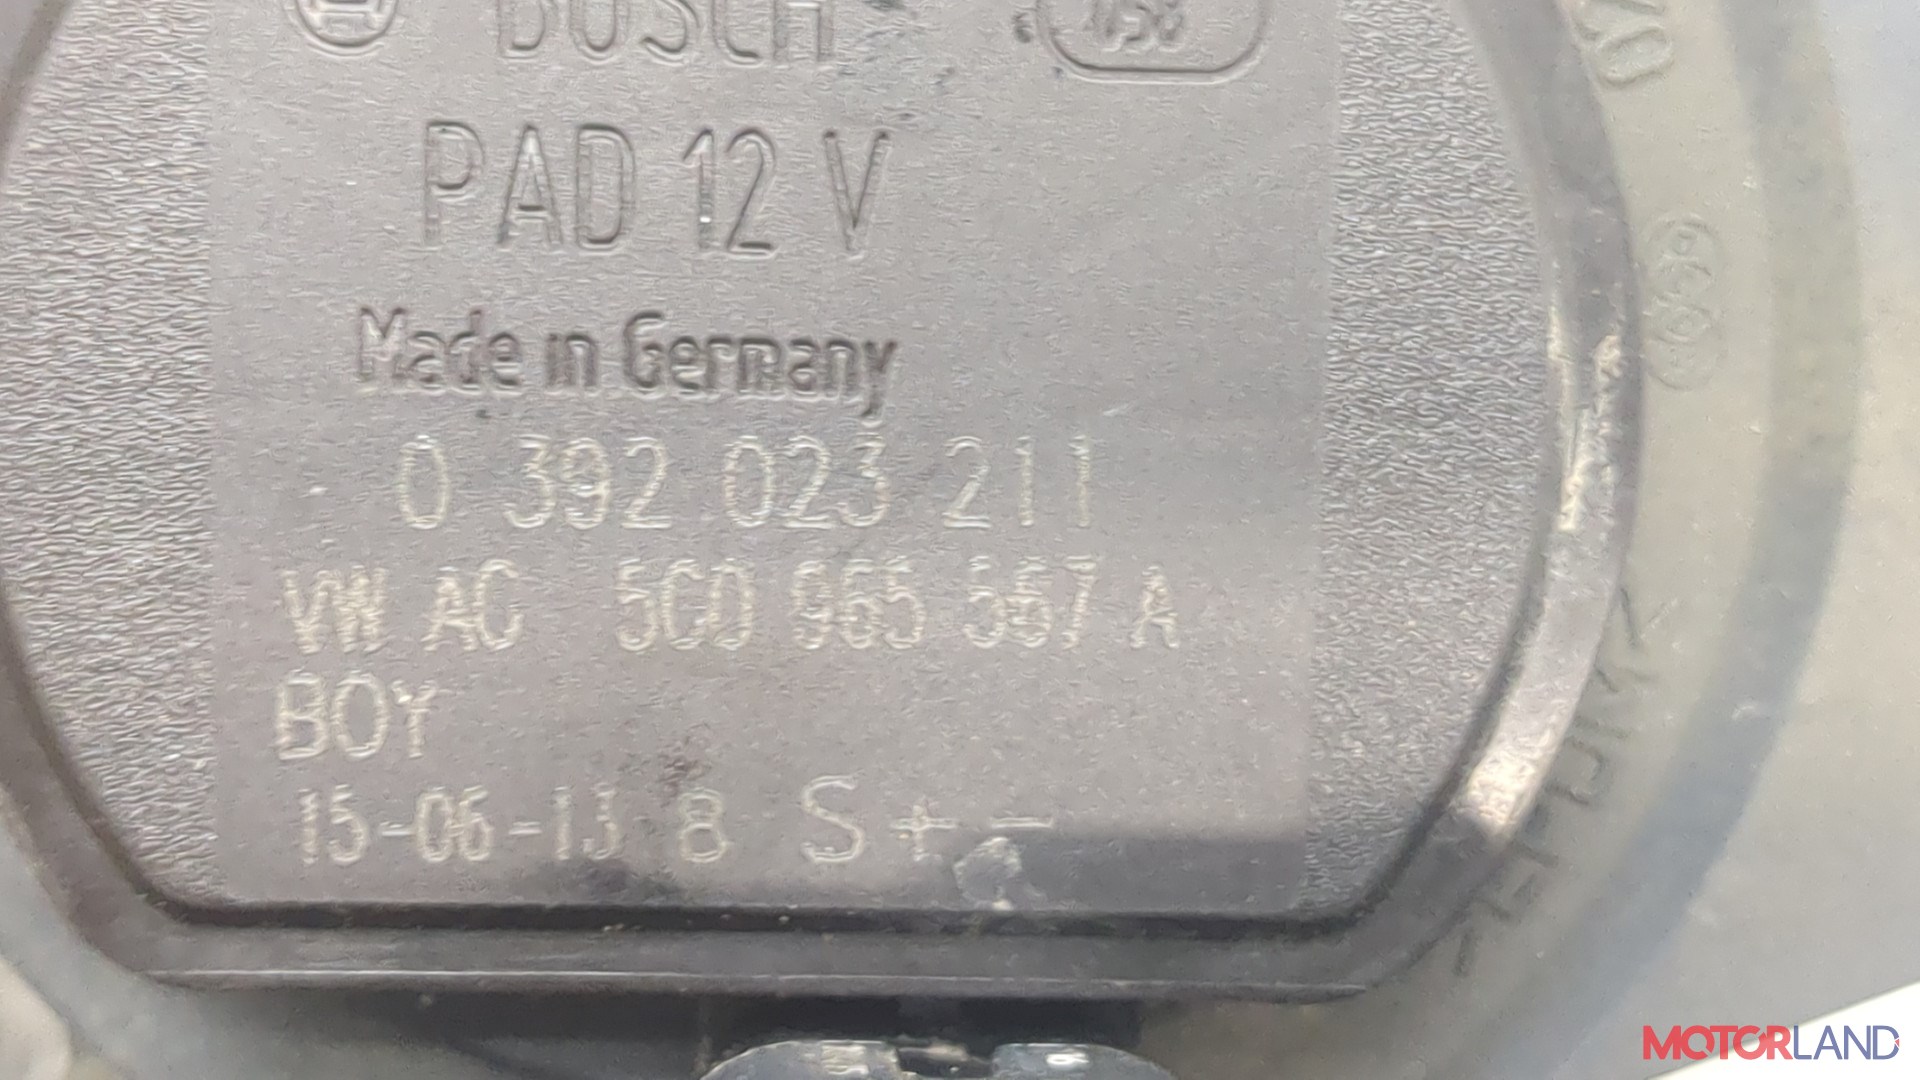 BOSCH
PAD 12 V
Made in Germany
0 392 023 211
VW AG 5C0 965 567 A
BOY
15-06-13 8 S + -
MOTORLAND